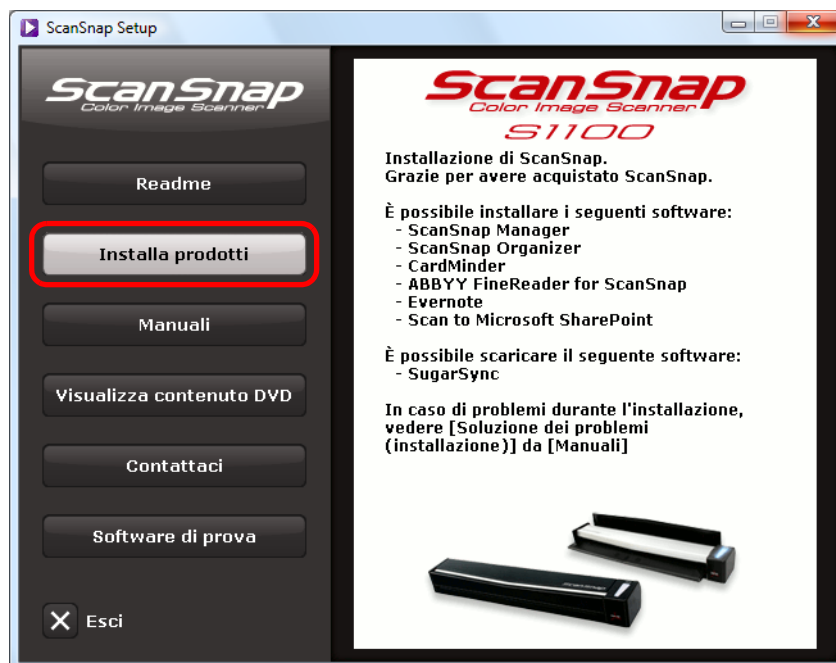 ScanSnap Setup
ScanSnap
Color Image Scanner
Readme
Installa prodotti
Manuali
Visualizza contenuto DVD
Contattaci
Software di prova
Esci
ScanSnap
Color Image Scanner
S1100
Installazione di ScanSnap.
Grazie per avere acquistato ScanSnap.
È possibile installare i seguenti software:
- ScanSnap Manager
- ScanSnap Organizer
- CardMinder
- ABBYY FineReader for ScanSnap
- Evernote
- Scan to Microsoft SharePoint
È possibile scaricare il seguente software:
- SugarSync
In caso di problemi durante l'installazione,
vedere [Soluzione dei problemi
(installazione)] da [Manuali]
ScanSnap